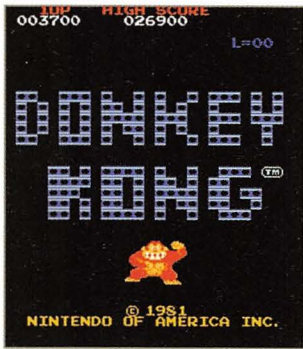 1UP HIGH SCORE
003700 026900
L=00
DONKEY
KONG TM
© 1981
NINTENDO OF AMERICA INC.